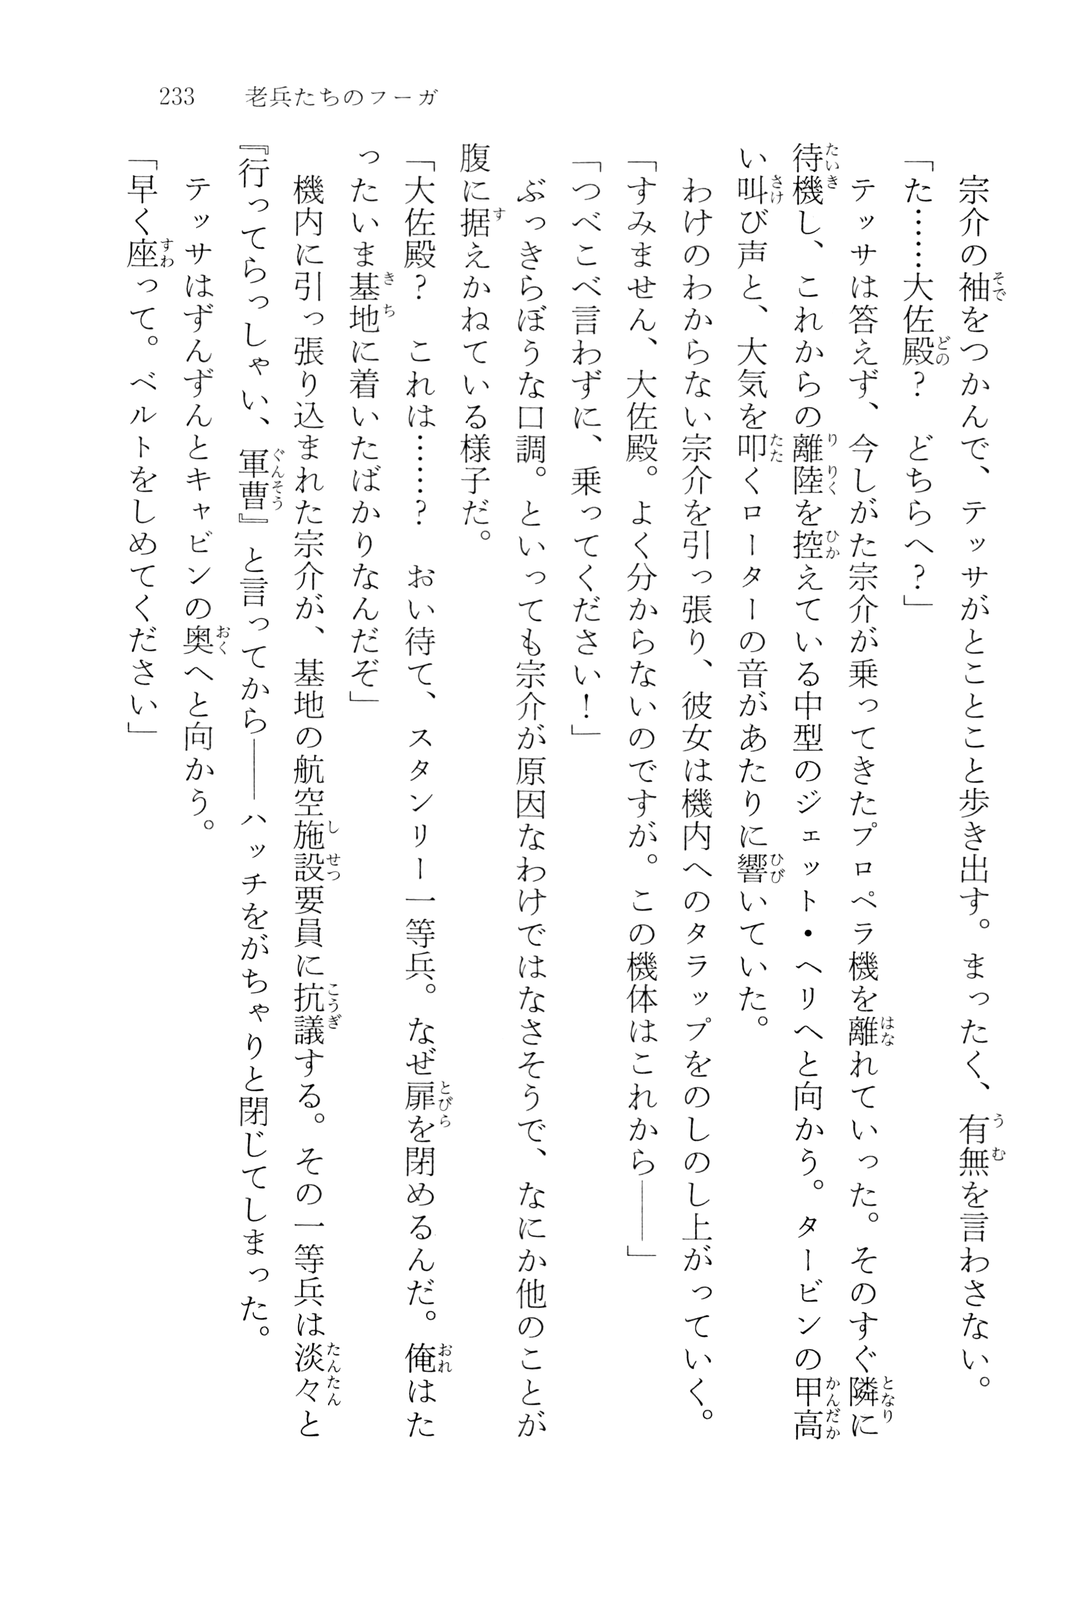 233　老兵たちのフーガ
　宗介の袖をつかんで、テッサがとことこと歩き出す。まったく、有無を言わさない。
「た……大佐殿？　どちらへ？」
　テッサは答えず、今しがた宗介が乗ってきたプロペラ機を離れていった。そのすぐ隣に
待機し、これからの離陸を控えている中型のジェット・ヘリへと向かう。タービンの甲高
い叫び声と、大気を叩くローターの音があたりに響いていた。
　わけのわからない宗介を引っ張り、彼女は機内へのタラップをのしのし上がっていく。
「すみません、大佐殿。よく分からないのですが。この機体はこれから――」
「つべこべ言わずに、乗ってください！」
　ぶっきらぼうな口調。といっても宗介が原因なわけではなさそうで、なにか他のことが
腹に据えかねている様子だ。
「大佐殿？　これは……？　おい待て、スタンリー一等兵。なぜ扉を閉めるんだ。俺はた
ったいま基地に着いたばかりなんだぞ」
　機内に引っ張り込まれた宗介が、基地の航空施設要員に抗議する。その一等兵は淡々と
『行ってらっしゃい、軍曹』と言ってから――ハッチをがちゃりと閉じてしまった。
　テッサはずんずんとキャビンの奥へと向かう。
「早く座って。ベルトをしめてください」